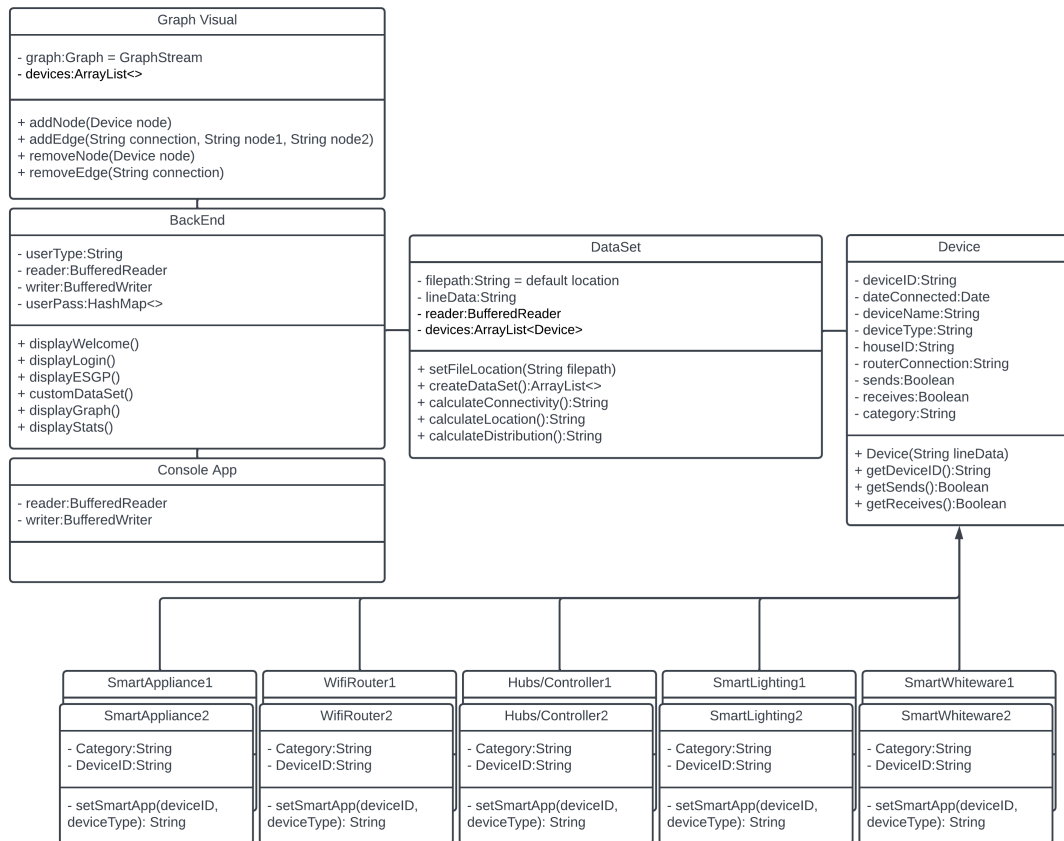 Graph Visual
- graph:Graph = GraphStream
- devices:ArrayList<>
+ addNode(Device node)
+ addEdge(String connection, String node1, String node2)
+ removeNode(Device node)
+ removeEdge(String connection)
BackEnd
- userType:String
- reader:BufferedReader
- writer:BufferedWriter
- userPass:HashMap<>
+ displayWelcome()
+ displayLogin()
+ displayESGP()
+ customDataSet()
+ displayGraph()
+ displayStats()
Console App
- reader:BufferedReader
- writer:BufferedWriter
DataSet
- filepath:String = default location
- lineData:String
- reader:BufferedReader
- devices:ArrayList<Device>
+ setFileLocation(String filepath)
+ createDataSet():ArrayList<>
+ calculateConnectivity():String
+ calculateLocation():String
+ calculateDistribution():String
Device
- deviceID:String
- dateConnected:Date
- deviceName:String
- deviceType:String
- houseID:String
- routerConnection:String
- sends:Boolean
- receives:Boolean
- category:String
+ Device(String lineData)
+ getDeviceID():String
+ getSends():Boolean
+ getReceives():Boolean
SmartAppliance1
SmartAppliance2
- Category:String
- DeviceID:String
- setSmartApp(deviceID,
deviceType): String
WifiRouter1
WifiRouter2
- Category:String
- DeviceID:String
- setSmartApp(deviceID,
deviceType): String
Hubs/Controller1
Hubs/Controller2
- Category:String
- DeviceID:String
- setSmartApp(deviceID,
deviceType): String
SmartLighting1
SmartLighting2
- Category:String
- DeviceID:String
- setSmartApp(deviceID,
deviceType): String
SmartWhiteware1
SmartWhiteware2
- Category:String
- DeviceID:String
- setSmartApp(deviceID,
deviceType): String